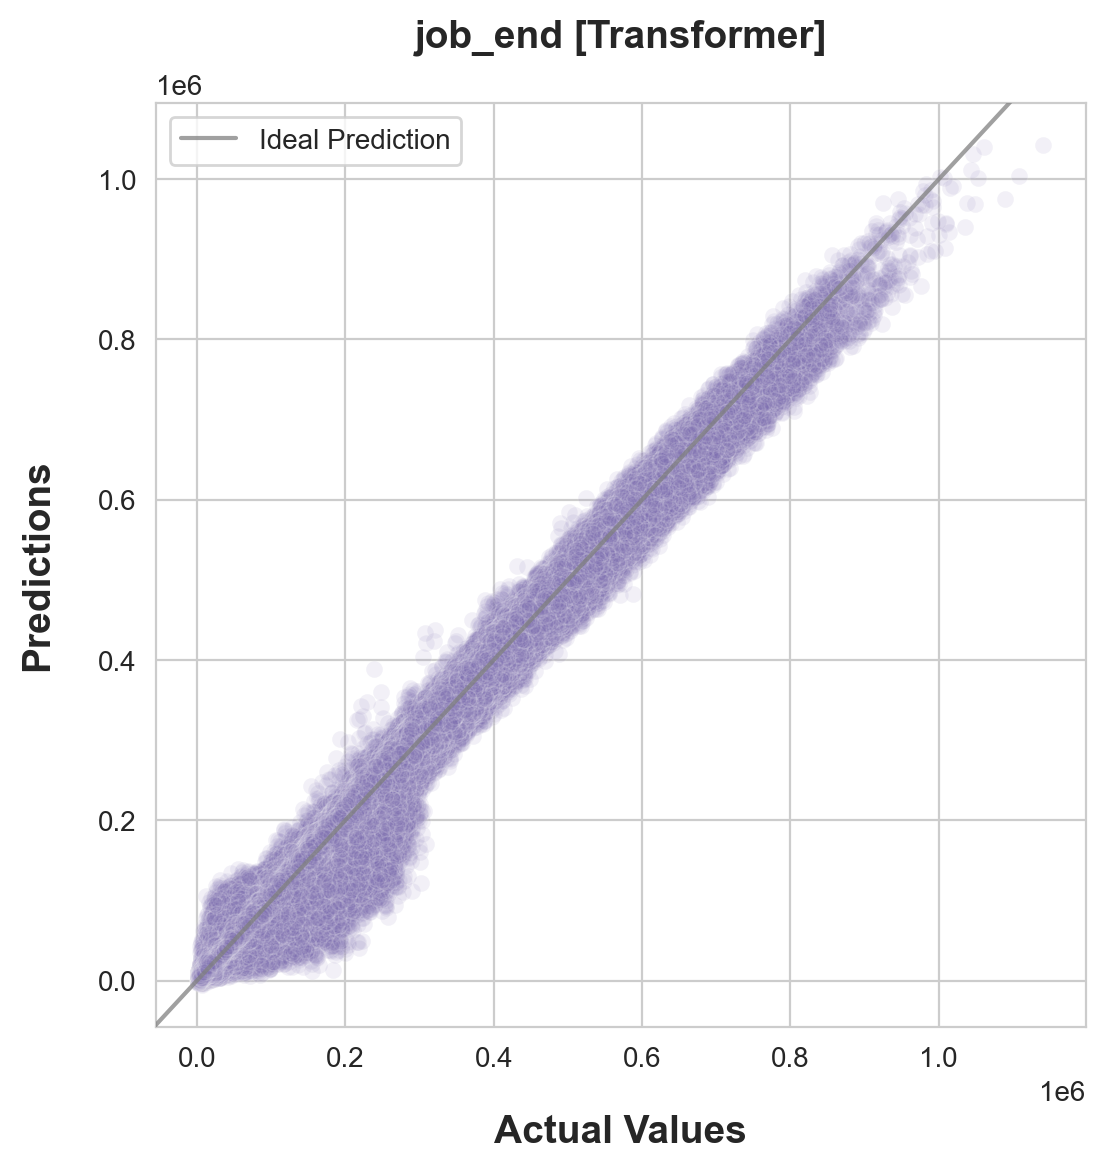 job_end [Transformer]
1e6
Ideal Prediction
1.0
0.8
0.6
0.4
0.2
0.0
Predictions
0.0 0.2 0.4 0.6 0.8 1.0
1e6
Actual Values